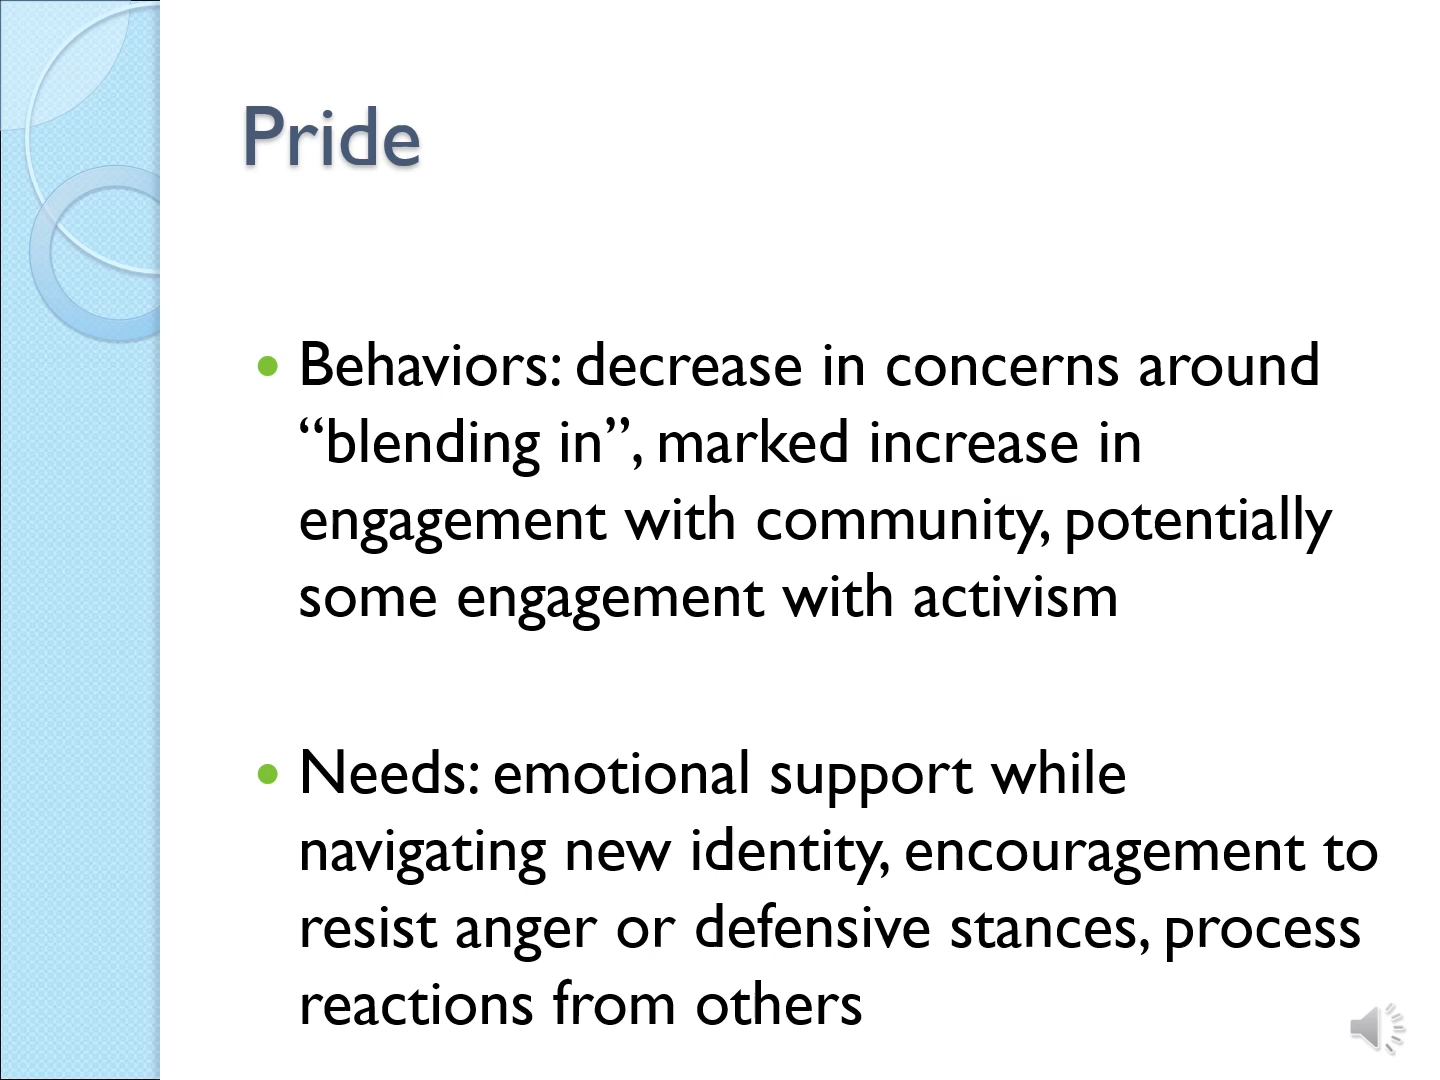 Pride
• Behaviors: decrease in concerns around
“blending in”, marked increase in
engagement with community, potentially
some engagement with activism
• Needs: emotional support while
navigating new identity, encouragement to
resist anger or defensive stances, process
reactions from others